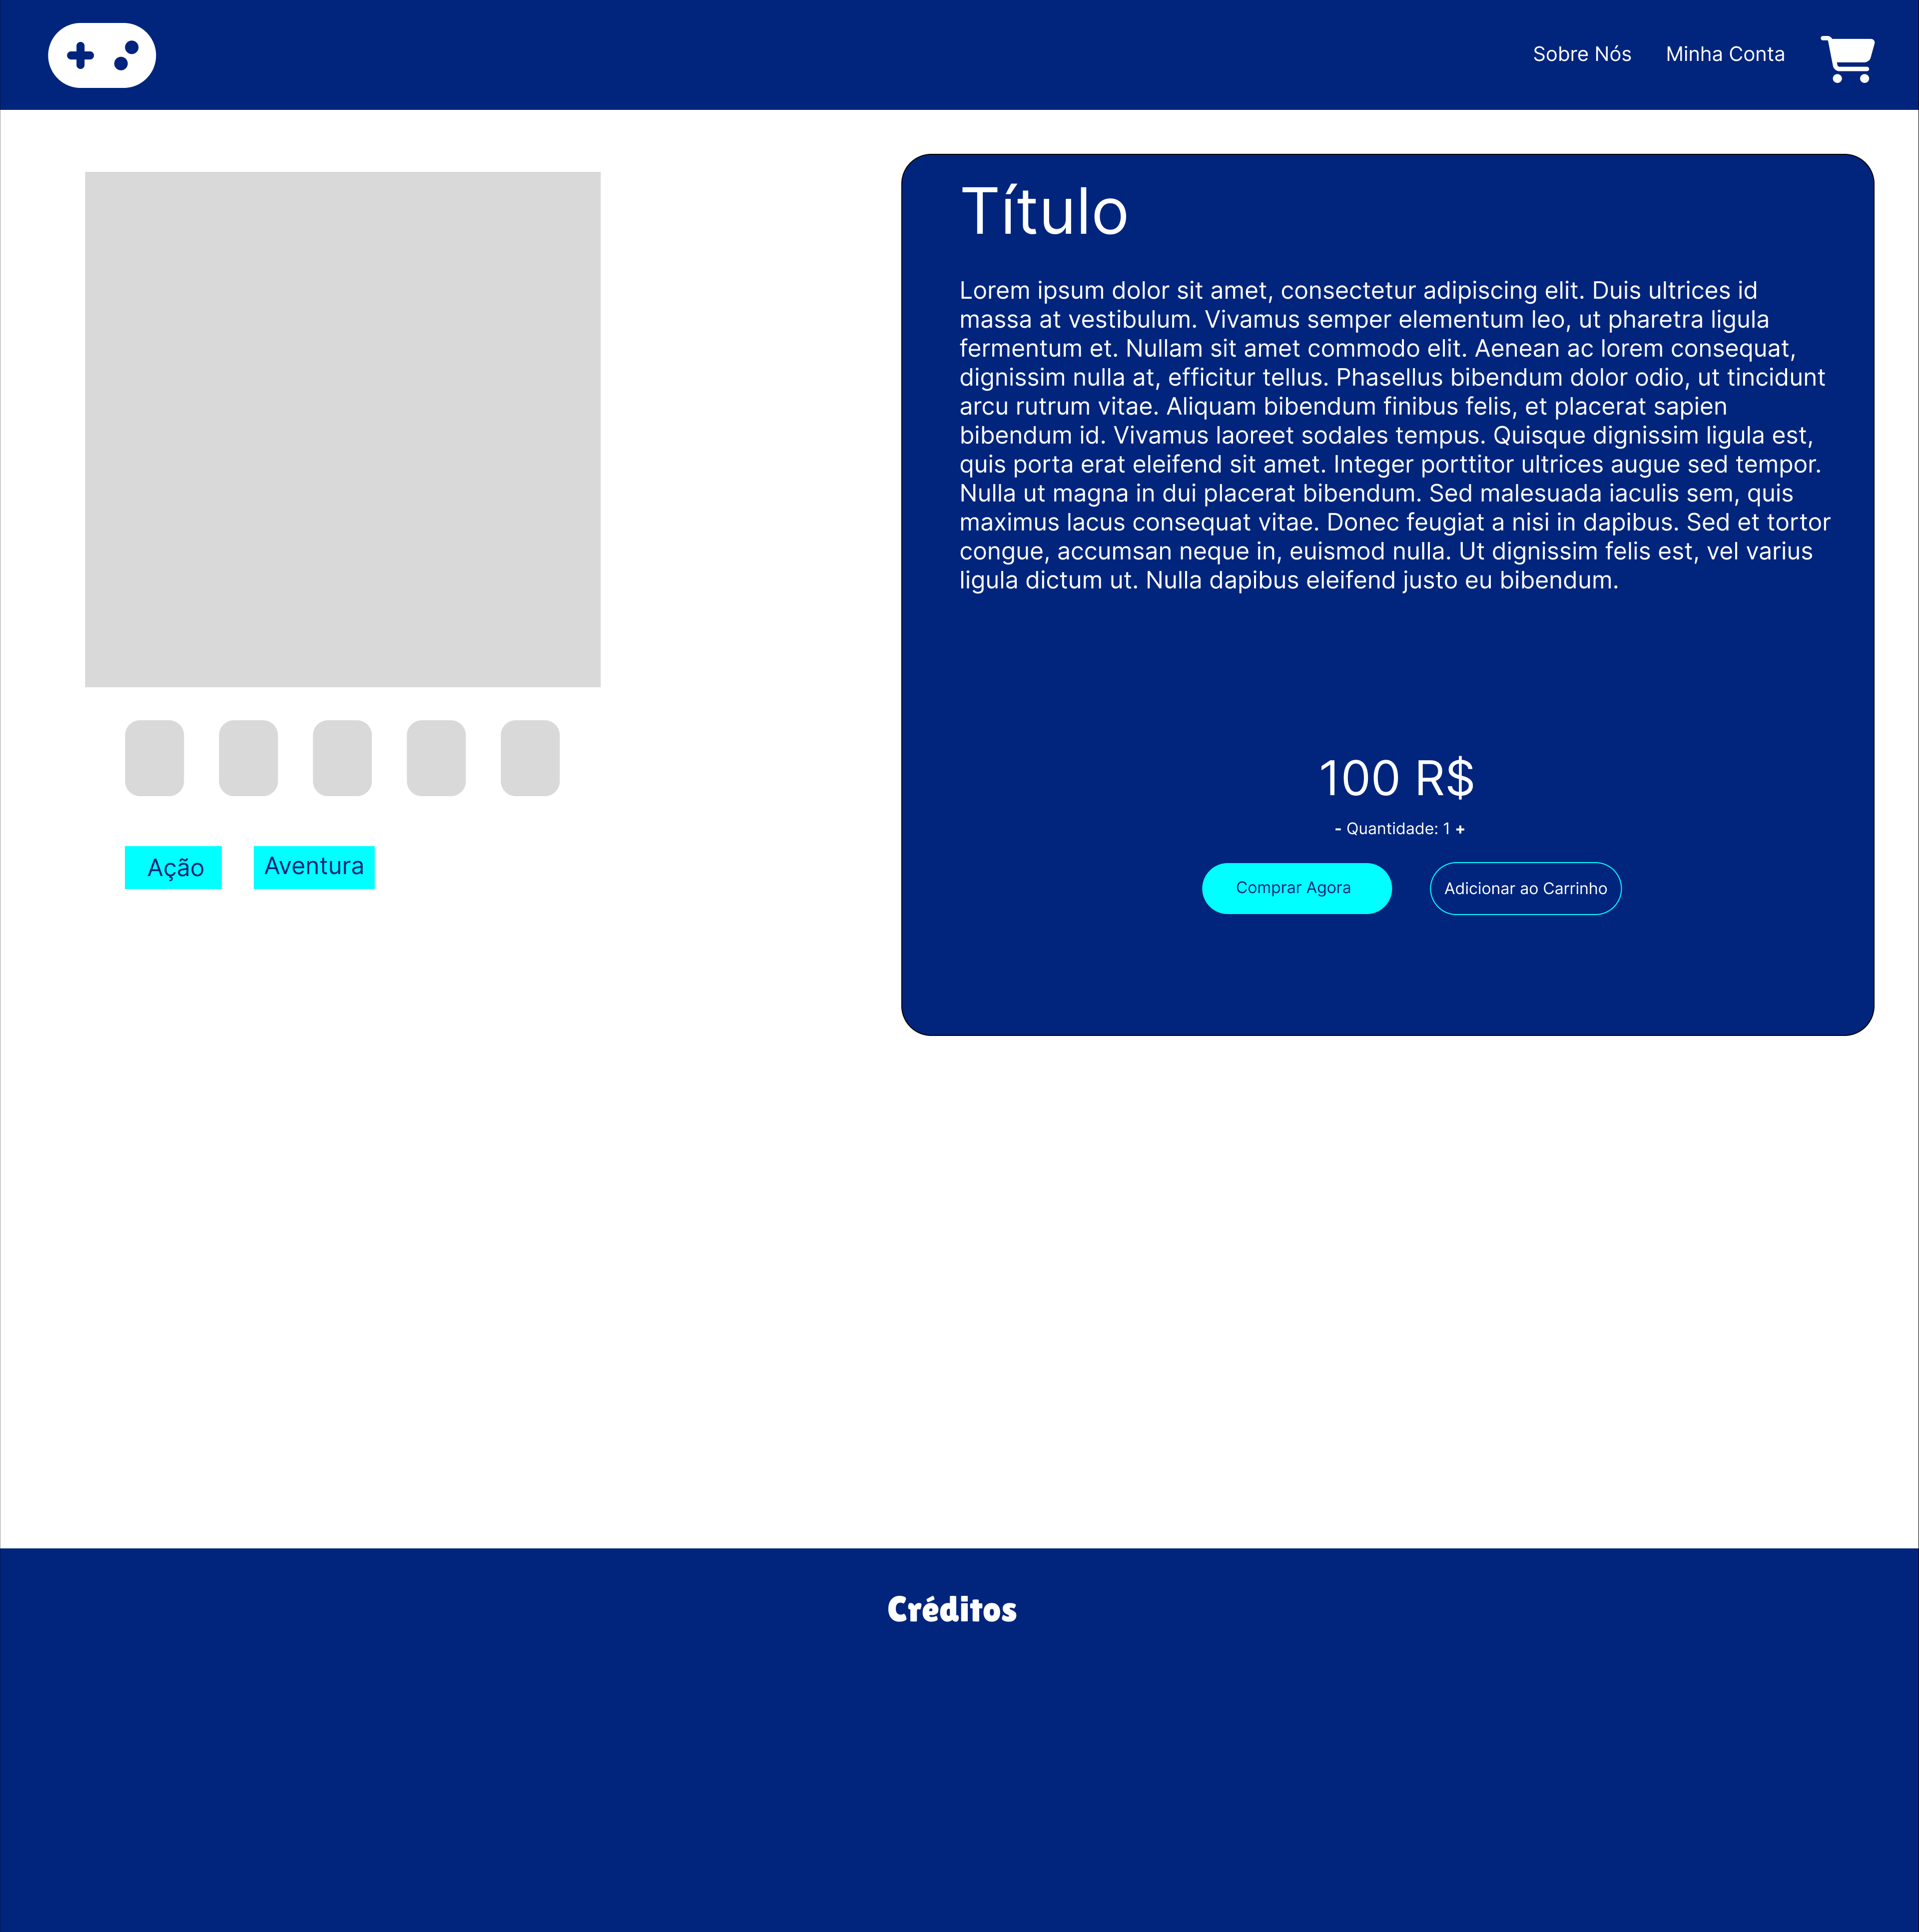 Sobre Nós
Minha Conta
Título
Lorem ipsum dolor sit amet, consectetur adipiscing elit. Duis ultrices id
massa at vestibulum. Vivamus semper elementum leo, ut pharetra ligula
fermentum et. Nullam sit amet commodo elit. Aenean ac lorem consequat,
dignissim nulla at, efficitur tellus. Phasellus bibendum dolor odio, ut tincidunt
arcu rutrum vitae. Aliquam bibendum finibus felis, et placerat sapien
bibendum id. Vivamus laoreet sodales tempus. Quisque dignissim ligula est,
quis porta erat eleifend sit amet. Integer porttitor ultrices augue sed tempor.
Nulla ut magna in dui placerat bibendum. Sed malesuada iaculis sem, quis
maximus lacus consequat vitae. Donec feugiat a nisi in dapibus. Sed et tortor
congue, accumsan neque in, euismod nulla. Ut dignissim felis est, vel varius
ligula dictum ut. Nulla dapibus eleifend justo eu bibendum.
100 R$
- Quantidade: 1 +
Comprar Agora
Adicionar ao Carrinho
Ação
Aventura
Créditos